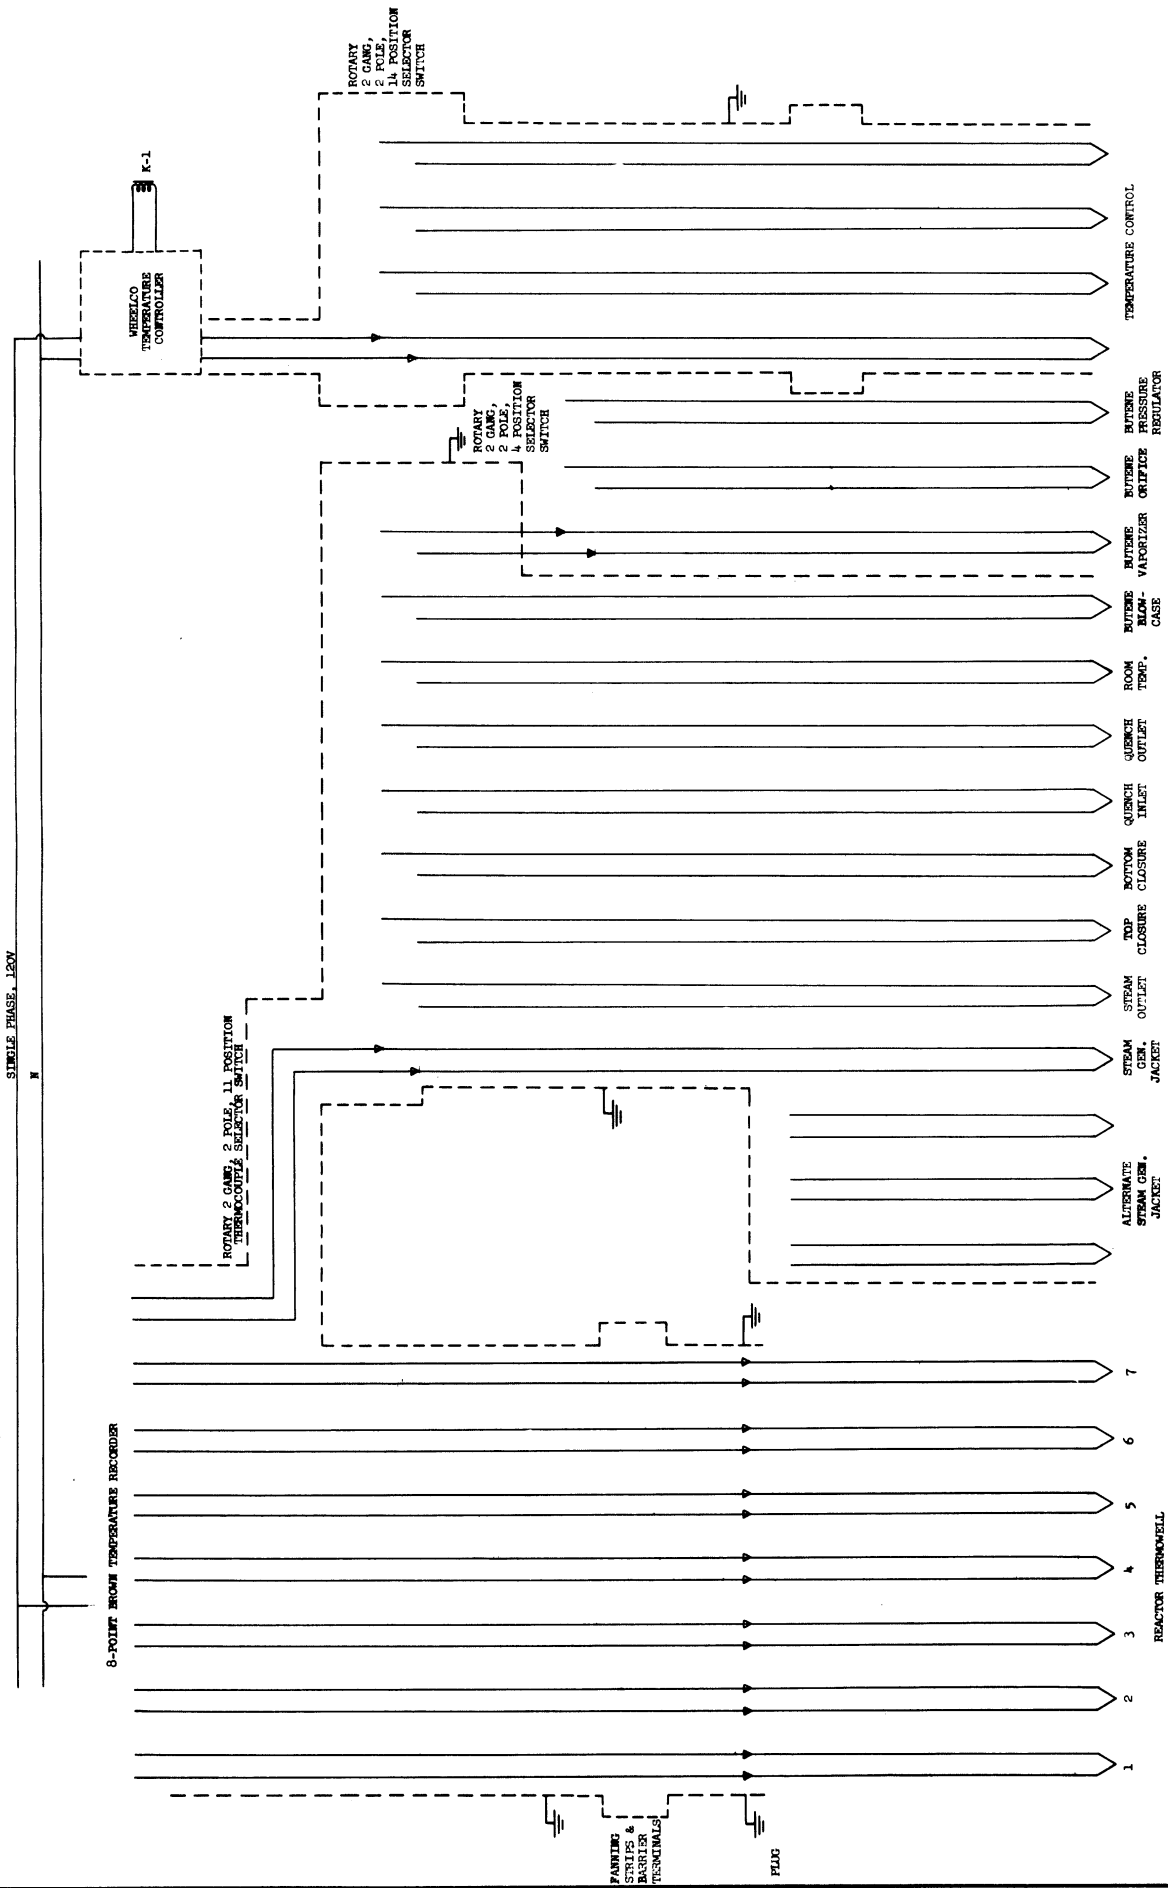 SINGLE PHASE, 120V
N
8-POINT BROWN TEMPERATURE RECORDER
ROTARY 2 GANG, 2 POLE, 11 POSITION
THERMOCOUPLE SELECTOR SWITCH
WHEELCO
TEMPERATURE
CONTROLLER
K-1
ROTARY
2 GANG,
2 POLE,
14 POSITION
SELECTOR
SWITCH
ROTARY
2 GANG,
2 POLE,
4 POSITION
SELECTOR
SWITCH
FANNING
STRIPS &
BARRIER
TERMINALS
PLUG
1
2
3
4
5
6
7
REACTOR THERMOWELL
ALTERNATE
STEAM GEN.
JACKET
STEAM
GEN.
JACKET
STEAM
OUTLET
TOP
CLOSURE
BOTTOM
CLOSURE
QUENCH
INLET
QUENCH
OUTLET
ROOM
TEMP.
BUTENE
BLOW-
CASE
BUTENE
VAPORIZER
BUTENE
ORIFICE
BUTENE
PRESSURE
REGULATOR
TEMPERATURE CONTROL